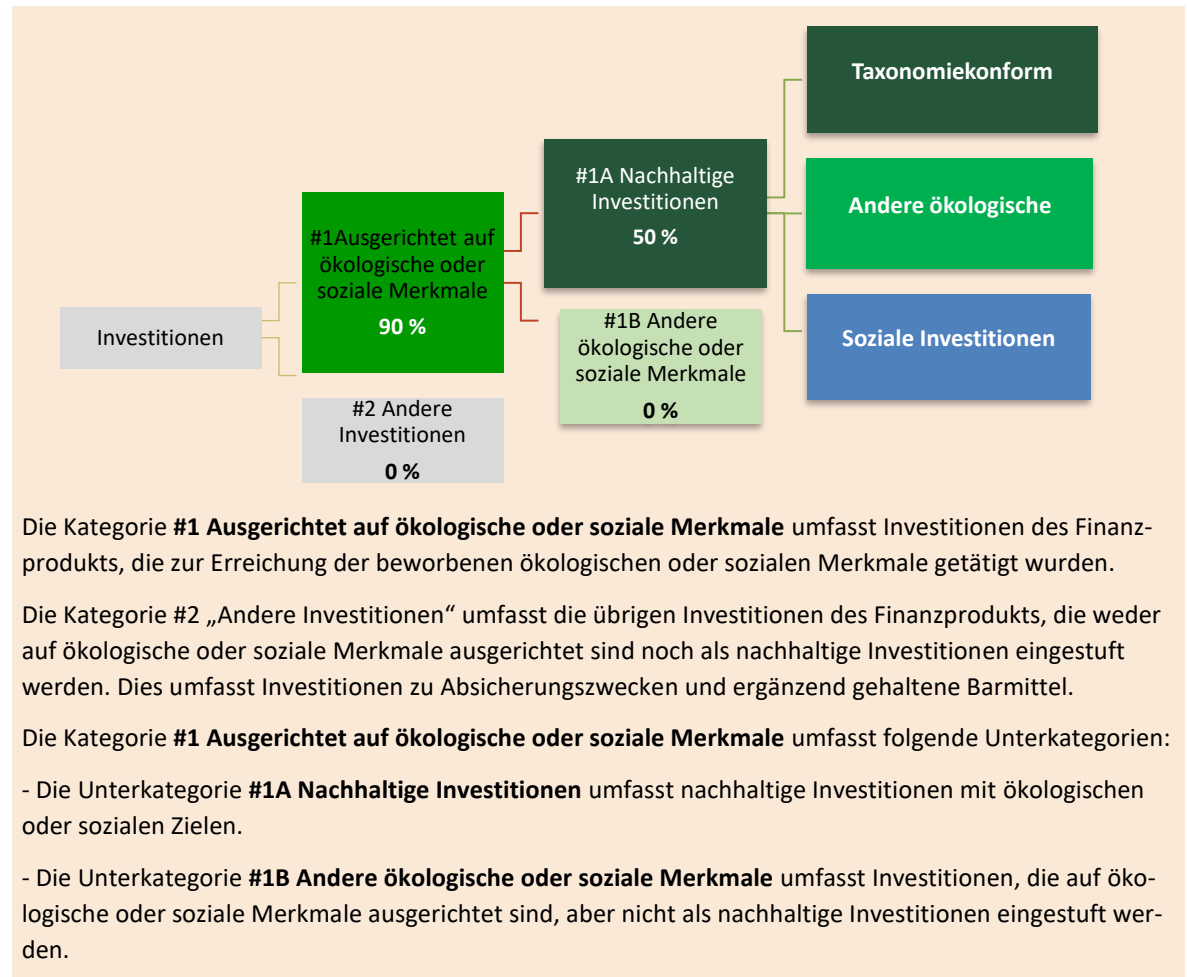 Taxonomiekonform
#1A Nachhaltige
Investitionen
50 %
Andere ökologische
#1Ausgerichtet auf
ökologische oder
soziale Merkmale
90 %
Investitionen
#1B Andere
ökologische oder
soziale Merkmale
0 %
Soziale Investitionen
#2 Andere
Investitionen
0 %
Die Kategorie #1 Ausgerichtet auf ökologische oder soziale Merkmale umfasst Investitionen des Finanz-
produkts, die zur Erreichung der beworbenen ökologischen oder sozialen Merkmale getätigt wurden.
Die Kategorie #2 „Andere Investitionen“ umfasst die übrigen Investitionen des Finanzprodukts, die weder
auf ökologische oder soziale Merkmale ausgerichtet sind noch als nachhaltige Investitionen eingestuft
werden. Dies umfasst Investitionen zu Absicherungszwecken und ergänzend gehaltene Barmittel.
Die Kategorie #1 Ausgerichtet auf ökologische oder soziale Merkmale umfasst folgende Unterkategorien:
- Die Unterkategorie #1A Nachhaltige Investitionen umfasst nachhaltige Investitionen mit ökologischen
oder sozialen Zielen.
- Die Unterkategorie #1B Andere ökologische oder soziale Merkmale umfasst Investitionen, die auf öko-
logische oder soziale Merkmale ausgerichtet sind, aber nicht als nachhaltige Investitionen eingestuft wer-
den.